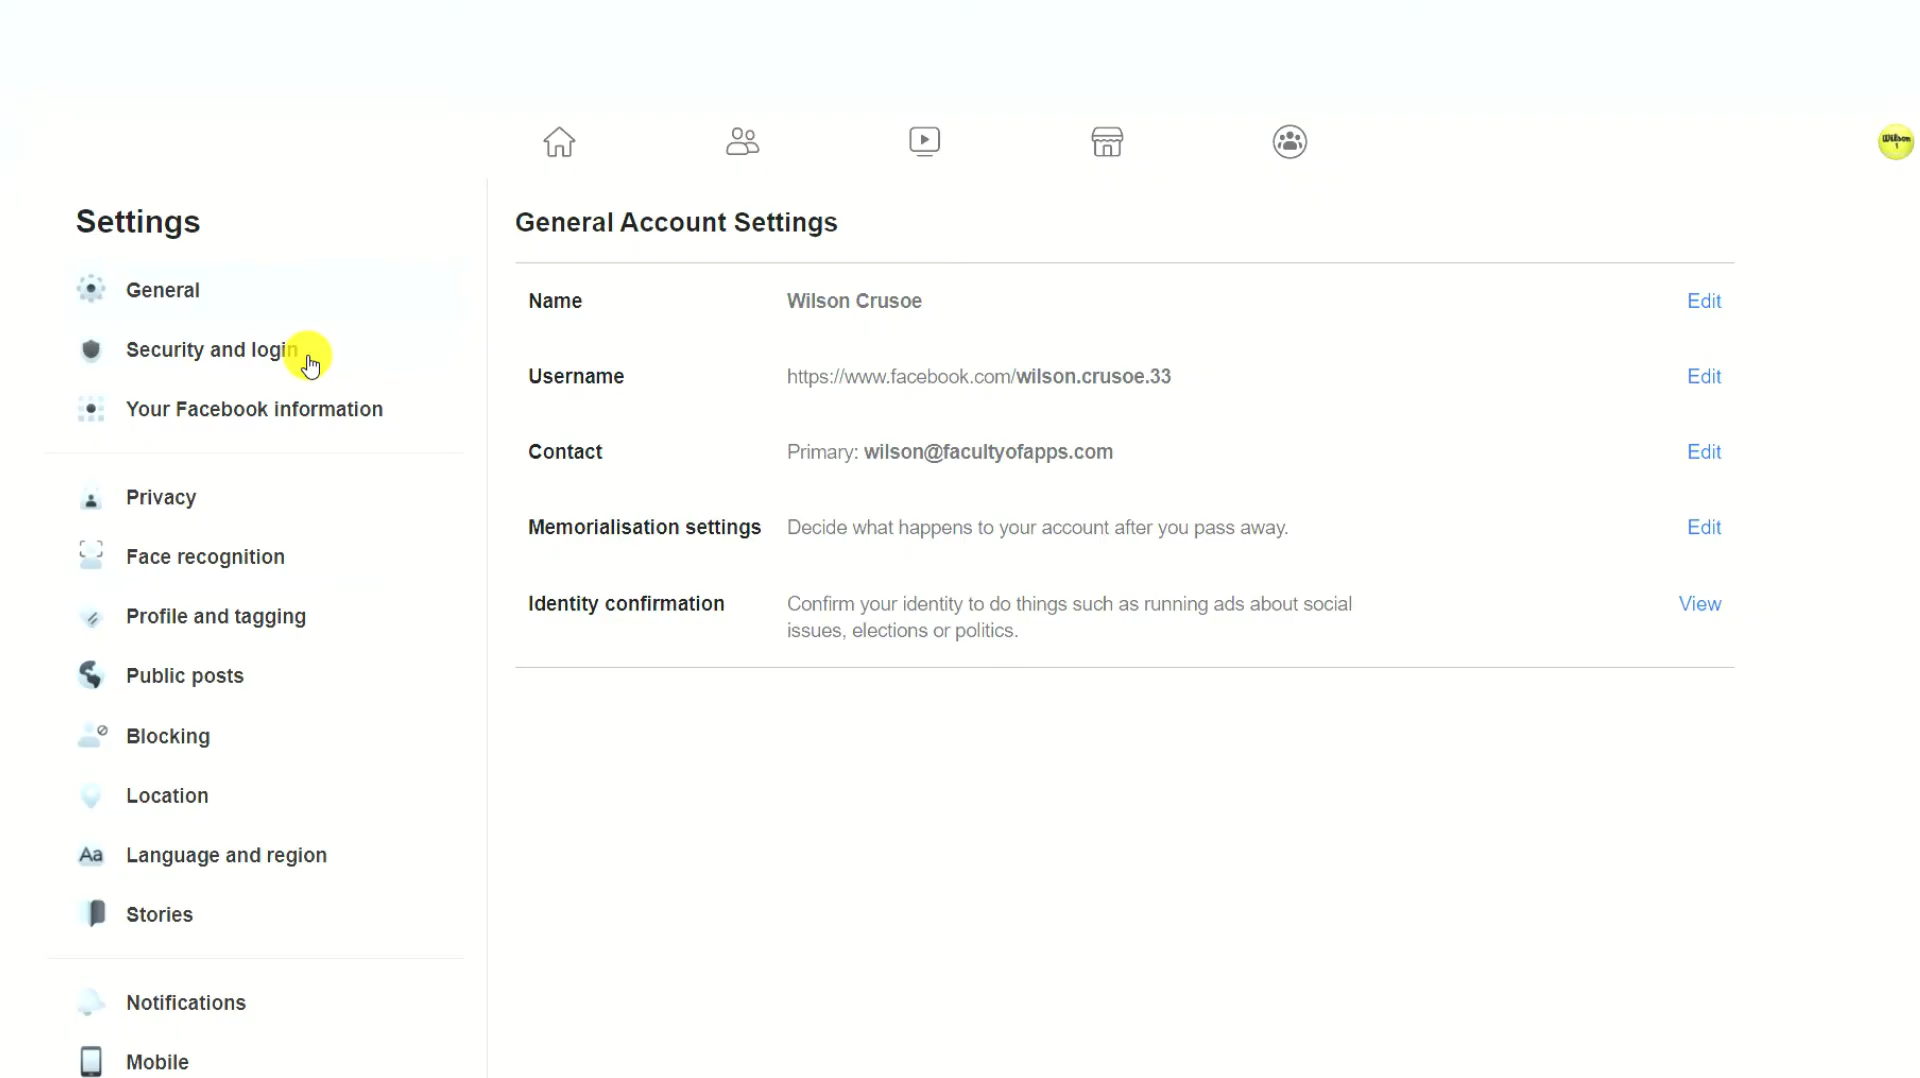 Wilson
Settings
General Account Settings
General
Security and login
Your Facebook information
Privacy
Face recognition
Profile and tagging
Public posts
Blocking
Location
Aa Language and region
Stories
Notifications
Mobile
Name Wilson Crusoe Edit
Username https://www.facebook.com/wilson.crusoe.33 Edit
Contact Primary: wilson@facultyofapps.com Edit
Memorialisation settings Decide what happens to your account after you pass away. Edit
Identity confirmation Confirm your identity to do things such as running ads about social View
issues, elections or politics.